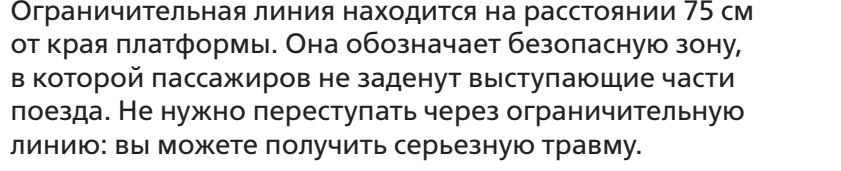 Ограничительная линия находится на расстоянии 75 см
от края платформы. Она обозначает безопасную зону,
в которой пассажиров не заденут выступающие части
поезда. Не нужно переступать через ограничительную
линию: вы можете получить серьезную травму.